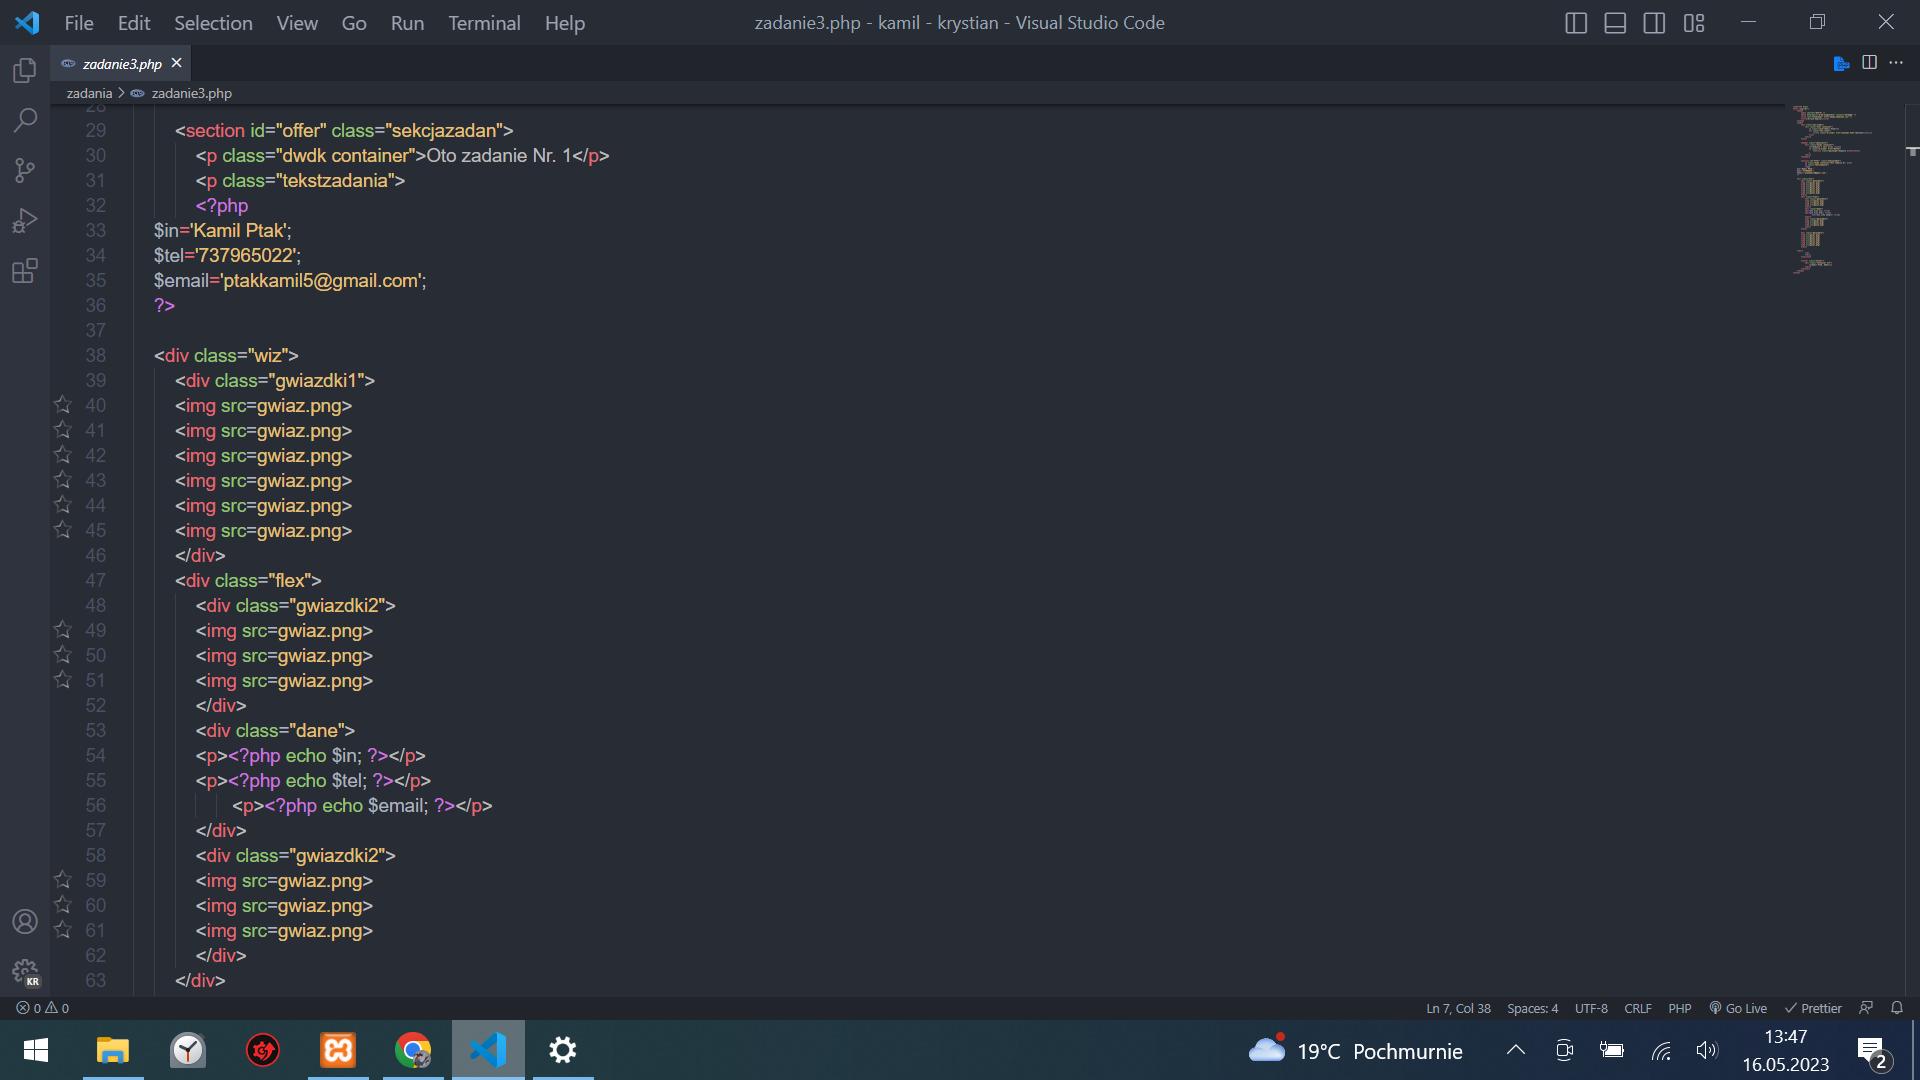 File Edit Selection View Go Run Terminal Help zadanie3.php - kamil - krystian - Visual Studio Code
zadanie3.php
zadania > zadanie3.php
28
29 <section id="offer" class="sekcjazadan">
30 <p class="dwdk container">Oto zadanie Nr. 1</p>
31 <p class="tekstzadania">
32 <?php
33 $in='Kamil Ptak';
34 $tel='737965022';
35 $email='ptakkamil5@gmail.com';
36 ?>
37
38 <div class="wiz">
39 <div class="gwiazdki1">
40 <img src=gwiaz.png>
41 <img src=gwiaz.png>
42 <img src=gwiaz.png>
43 <img src=gwiaz.png>
44 <img src=gwiaz.png>
45 <img src=gwiaz.png>
46 </div>
47 <div class="flex">
48 <div class="gwiazdki2">
49 <img src=gwiaz.png>
50 <img src=gwiaz.png>
51 <img src=gwiaz.png>
52 </div>
53 <div class="dane">
54 <p><?php echo $in; ?></p>
55 <p><?php echo $tel; ?></p>
56 <p><?php echo $email; ?></p>
57 </div>
58 <div class="gwiazdki2">
59 <img src=gwiaz.png>
60 <img src=gwiaz.png>
61 <img src=gwiaz.png>
62 </div>
63 </div>
KR
0 0 Ln 7, Col 38 Spaces: 4 UTF-8 CRLF PHP Go Live Prettier
19°C Pochmurnie
13:47
16.05.2023
2